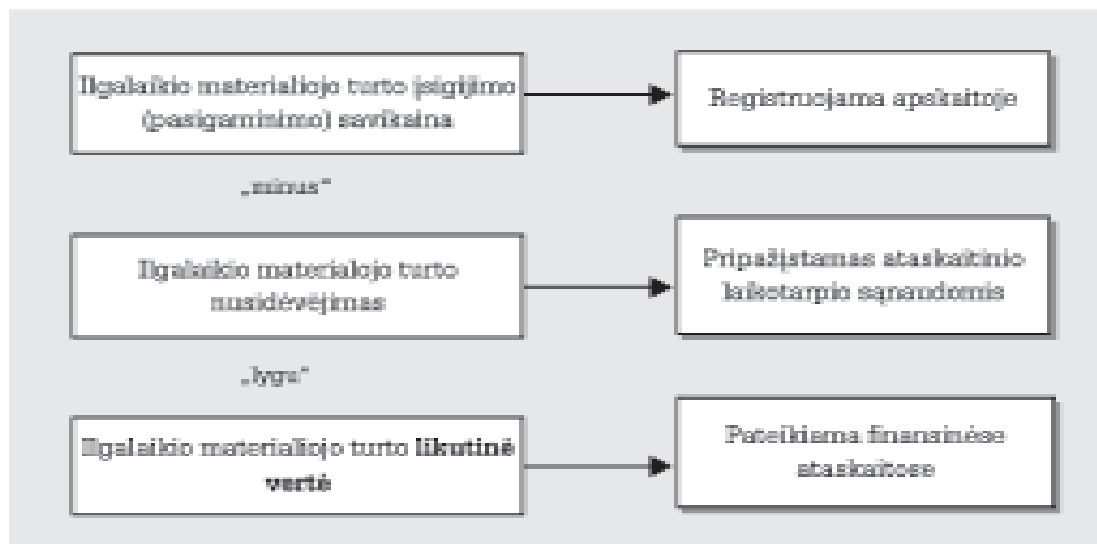 Ilgalaikio materialiojo turto įsigijimo
(pasigaminimo) savikaina
Registruojama apskaitoje
„minus“
Ilgalaikio materialojo turto
nusidėvėjimas
Pripažįstamas ataskaitinio
laikotarpio sąnaudomis
„lygu“
Ilgalaikio materialiojo turto likutinė
vertė
Pateikiama finansinėse
ataskaitose